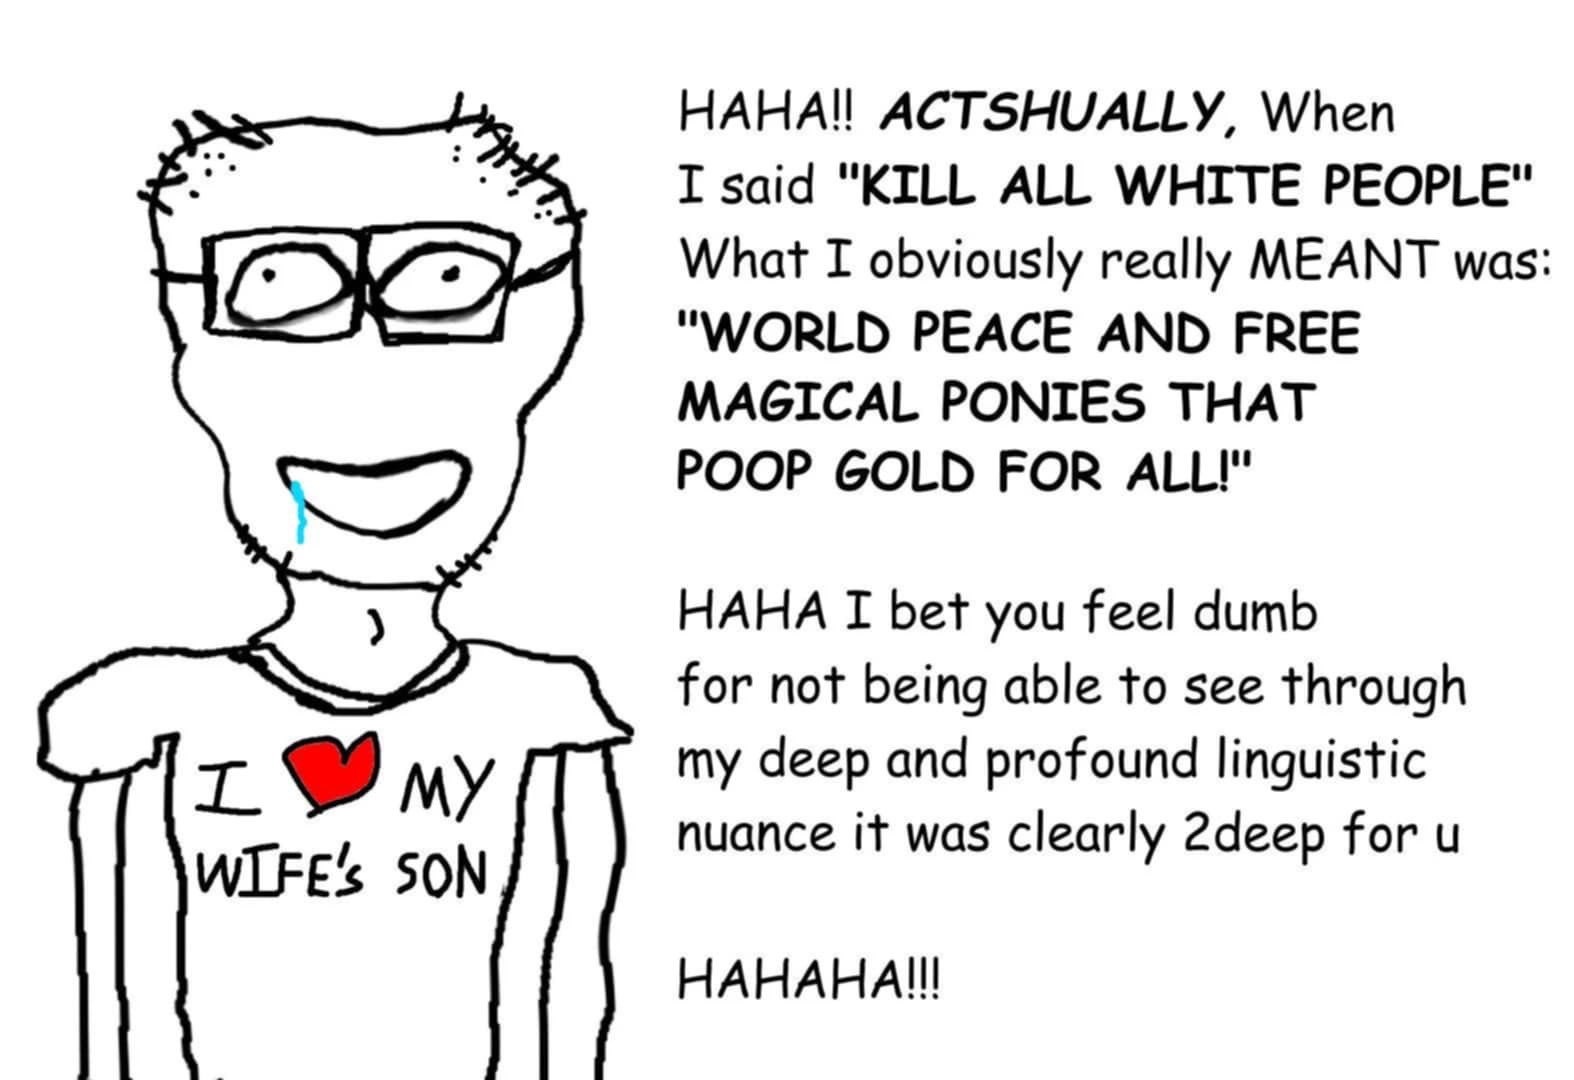 HAHA!! ACTSHUALLY, When
I said "KILL ALL WHITE PEOPLE"
What I obviously really MEANT was:
"WORLD PEACE AND FREE
MAGICAL PONIES THAT
POOP GOLD FOR ALL!"
HAHA I bet you feel dumb
for not being able to see through
my deep and profound linguistic
nuance it was clearly 2deep for u
HAHAHA!!!
I ❤ MY
WIFE's SON